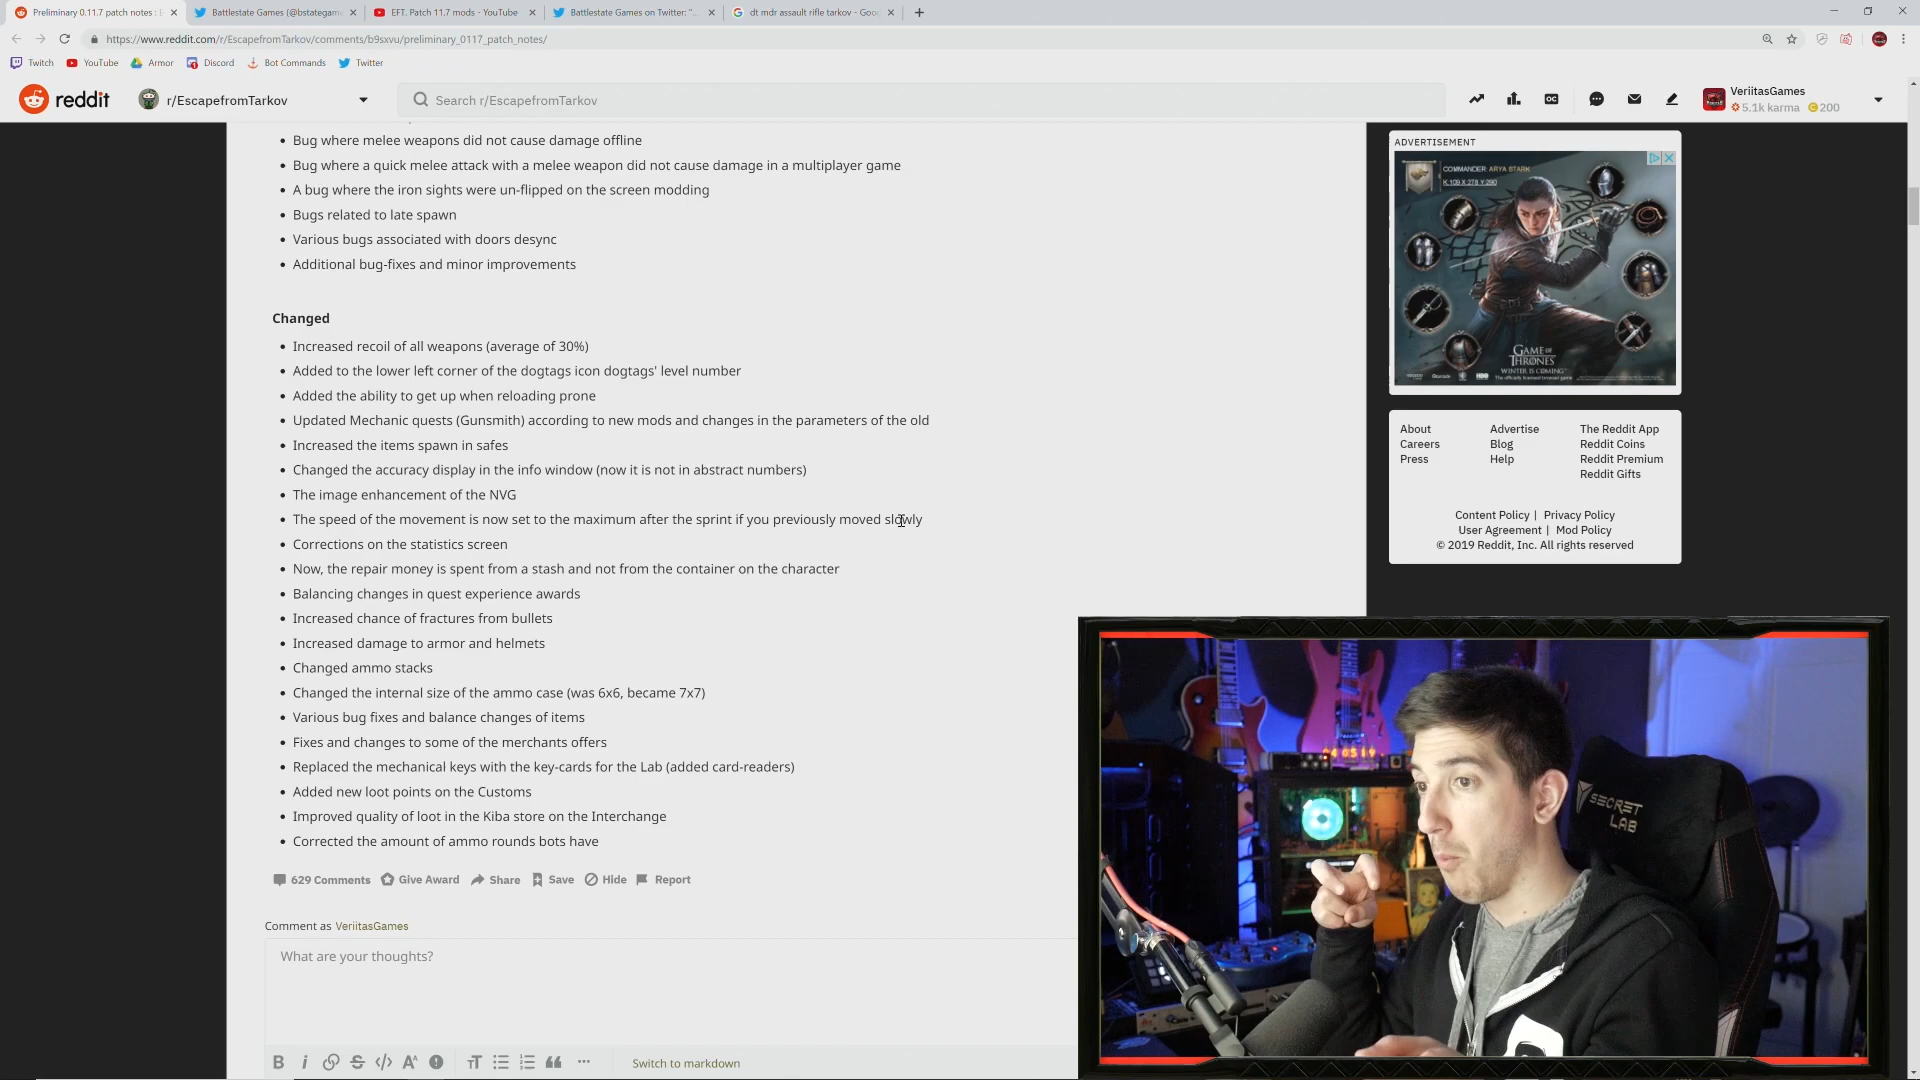 Preliminary 0.11.7 patch notes : E
Battlestate Games (@bstategam
EFT. Patch 11.7 mods - YouTube
Battlestate Games on Twitter: "...
dt mdr assault rifle tarkov - Goo
https://www.reddit.com/r/EscapefromTarkov/comments/b9sxvu/preliminary_0117_patch_notes/
Twitch YouTube Armor Discord Bot Commands Twitter
reddit r/EscapefromTarkov Search r/EscapefromTarkov
VeriitasGames
5.1k karma 200
• Bug where melee weapons did not cause damage offline
• Bug where a quick melee attack with a melee weapon did not cause damage in a multiplayer game
• A bug where the iron sights were un-flipped on the screen modding
• Bugs related to late spawn
• Various bugs associated with doors desync
• Additional bug-fixes and minor improvements
Changed
• Increased recoil of all weapons (average of 30%)
• Added to the lower left corner of the dogtags icon dogtags' level number
• Added the ability to get up when reloading prone
• Updated Mechanic quests (Gunsmith) according to new mods and changes in the parameters of the old
• Increased the items spawn in safes
• Changed the accuracy display in the info window (now it is not in abstract numbers)
• The image enhancement of the NVG
• The speed of the movement is now set to the maximum after the sprint if you previously moved slowly
• Corrections on the statistics screen
• Now, the repair money is spent from a stash and not from the container on the character
• Balancing changes in quest experience awards
• Increased chance of fractures from bullets
• Increased damage to armor and helmets
• Changed ammo stacks
• Changed the internal size of the ammo case (was 6x6, became 7x7)
• Various bug fixes and balance changes of items
• Fixes and changes to some of the merchants offers
• Replaced the mechanical keys with the key-cards for the Lab (added card-readers)
• Added new loot points on the Customs
• Improved quality of loot in the Kiba store on the Interchange
• Corrected the amount of ammo rounds bots have
629 Comments Give Award Share Save Hide Report
Comment as VeriitasGames
What are your thoughts?
Switch to markdown
ADVERTISEMENT
COMMANDER: ARYA STARK
K:109 X:278 Y:290
GAME OF
THRONES
WINTER IS COMING
About Advertise The Reddit App
Careers Blog Reddit Coins
Press Help Reddit Premium
Reddit Gifts
Content Policy | Privacy Policy
User Agreement | Mod Policy
© 2019 Reddit, Inc. All rights reserved
SECRET
LAB